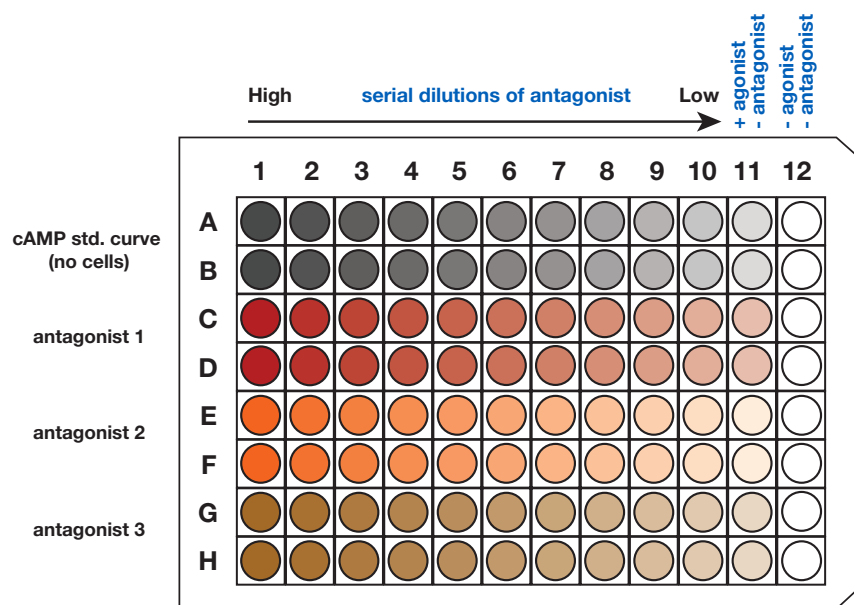 + agonist
- antagonist
- agonist
- antagonist
High serial dilutions of antagonist Low
1 2 3 4 5 6 7 8 9 10 11 12
cAMP std. curve
(no cells)
A
B
antagonist 1
C
D
antagonist 2
E
F
antagonist 3
G
H